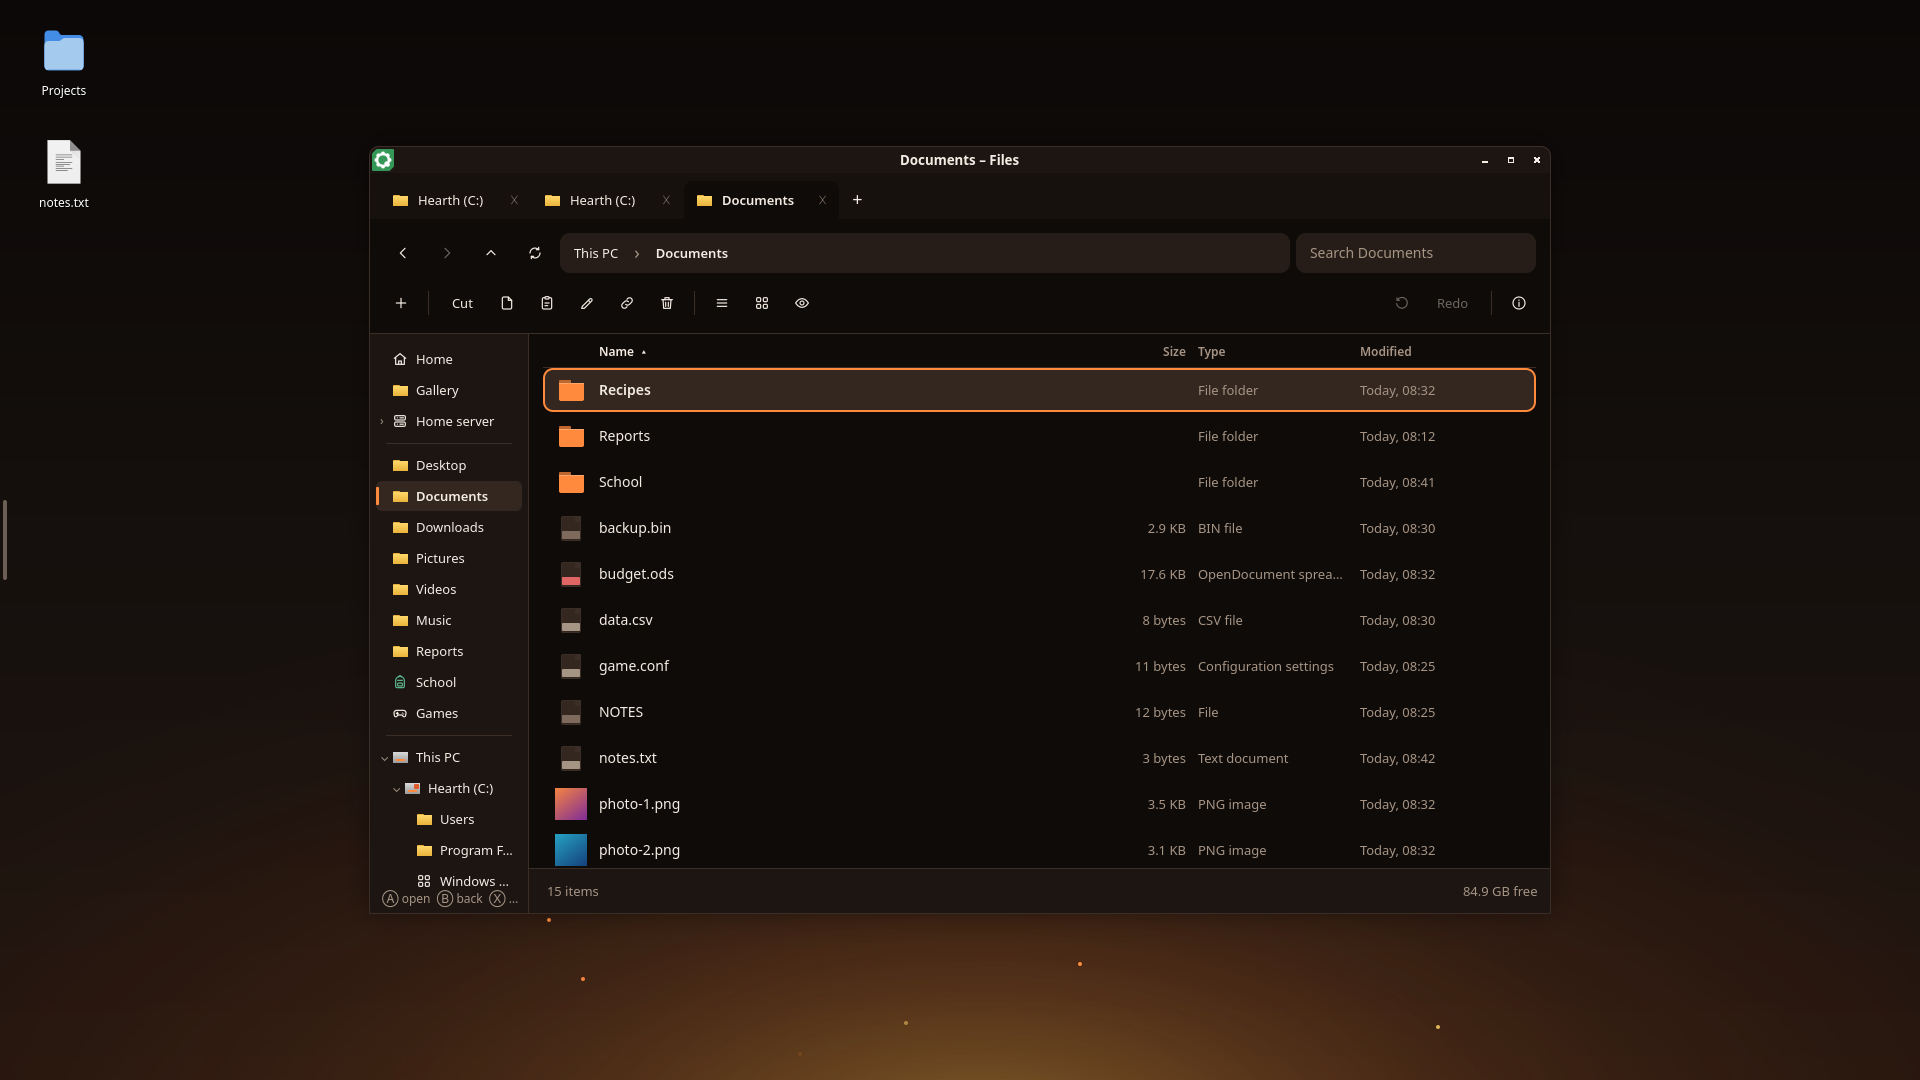 Projects
notes.txt
Documents – Files
Hearth (C:) X Hearth (C:) X Documents X +
This PC › Documents Search Documents
Cut Redo
Home
Gallery
Home server
Desktop
Documents
Downloads
Pictures
Videos
Music
Reports
School
Games
This PC
Hearth (C:)
Users
Program F...
Windows ...
A open B back X ...
Name Size Type Modified
Recipes File folder Today, 08:32
Reports File folder Today, 08:12
School File folder Today, 08:41
backup.bin 2.9 KB BIN file Today, 08:30
budget.ods 17.6 KB OpenDocument sprea... Today, 08:32
data.csv 8 bytes CSV file Today, 08:30
game.conf 11 bytes Configuration settings Today, 08:25
NOTES 12 bytes File Today, 08:25
notes.txt 3 bytes Text document Today, 08:42
photo-1.png 3.5 KB PNG image Today, 08:32
photo-2.png 3.1 KB PNG image Today, 08:32
15 items 84.9 GB free